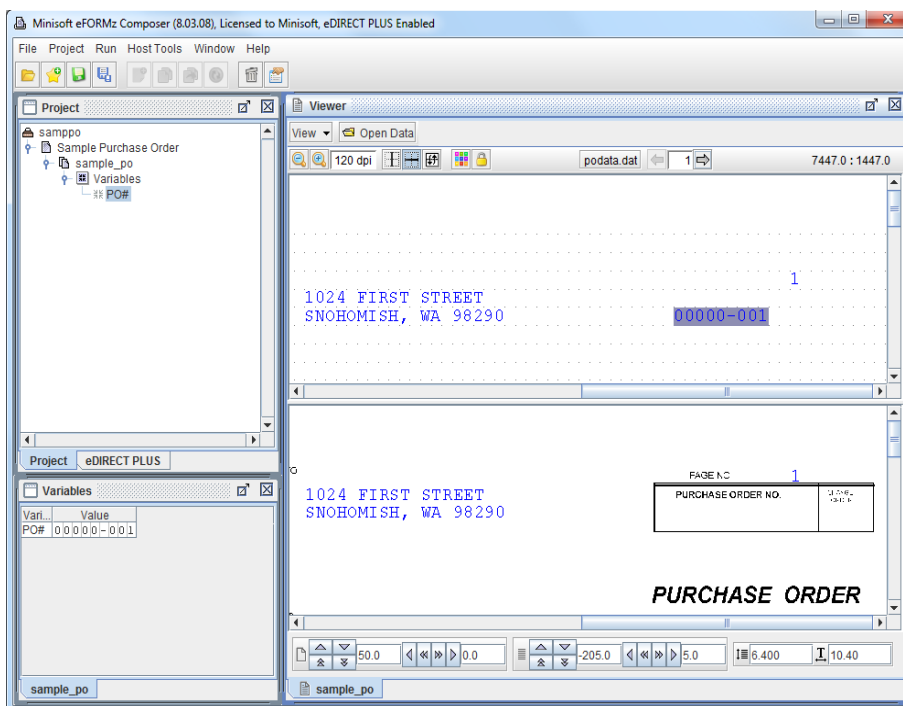 Minisoft eFORMz Composer (8.03.08), Licensed to Minisoft, eDIRECT PLUS Enabled
File Project Run Host Tools Window Help
Project
samppo
Sample Purchase Order
sample_po
Variables
PO#
Project eDIRECT PLUS
Variables
Vari... Value
PO# 00000-001
sample_po
Viewer
View Open Data
120 dpi podata.dat 1 7447.0 : 1447.0
1
1024 FIRST STREET
SNOHOMISH, WA 98290 00000-001
PAGE NO 1
1024 FIRST STREET
SNOHOMISH, WA 98290
PURCHASE ORDER NO.
PURCHASE ORDER
50.0 0.0 -205.0 5.0 6.400 10.40
sample_po